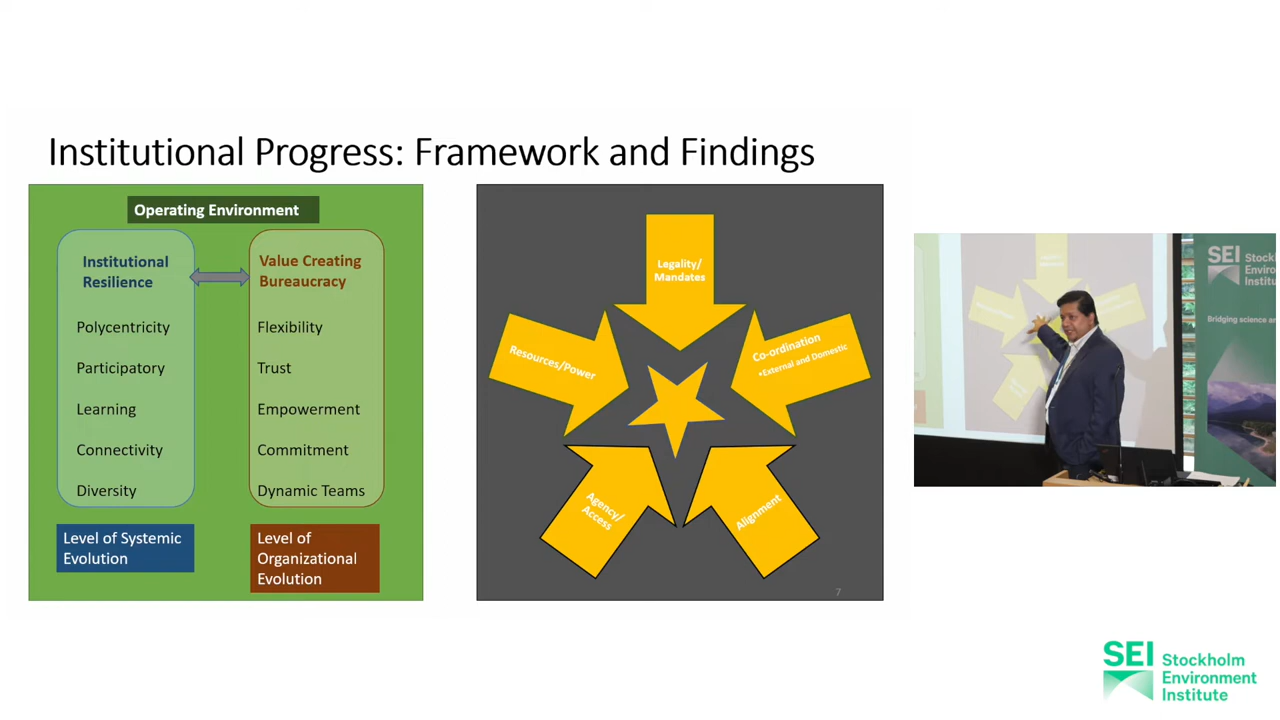 Institutional Progress: Framework and Findings
Operating Environment
Institutional
Resilience
Polycentricity
Participatory
Learning
Connectivity
Diversity
Value Creating
Bureaucracy
Flexibility
Trust
Empowerment
Commitment
Dynamic Teams
Level of Systemic
Evolution
Level of
Organizational
Evolution
Legality/
Mandates
Resources/Power
Co-ordination
•External and Domestic
Agency/
Access
Alignment
7
SEI
Bridging science an
SEI Stockholm
Environment
Institute